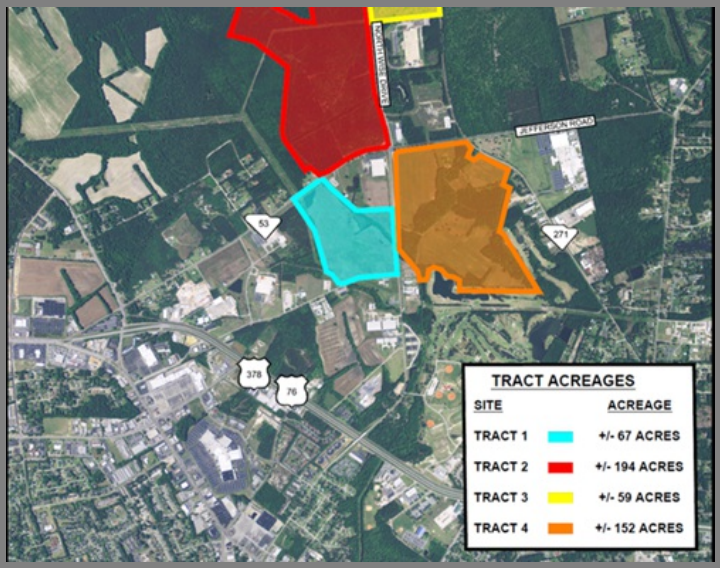 NORTH WISE DRIVE
JEFFERSON ROAD
53
271
378
76
TRACT ACREAGES
SITE ACREAGE
TRACT 1 +/- 67 ACRES
TRACT 2 +/- 194 ACRES
TRACT 3 +/- 59 ACRES
TRACT 4 +/- 152 ACRES